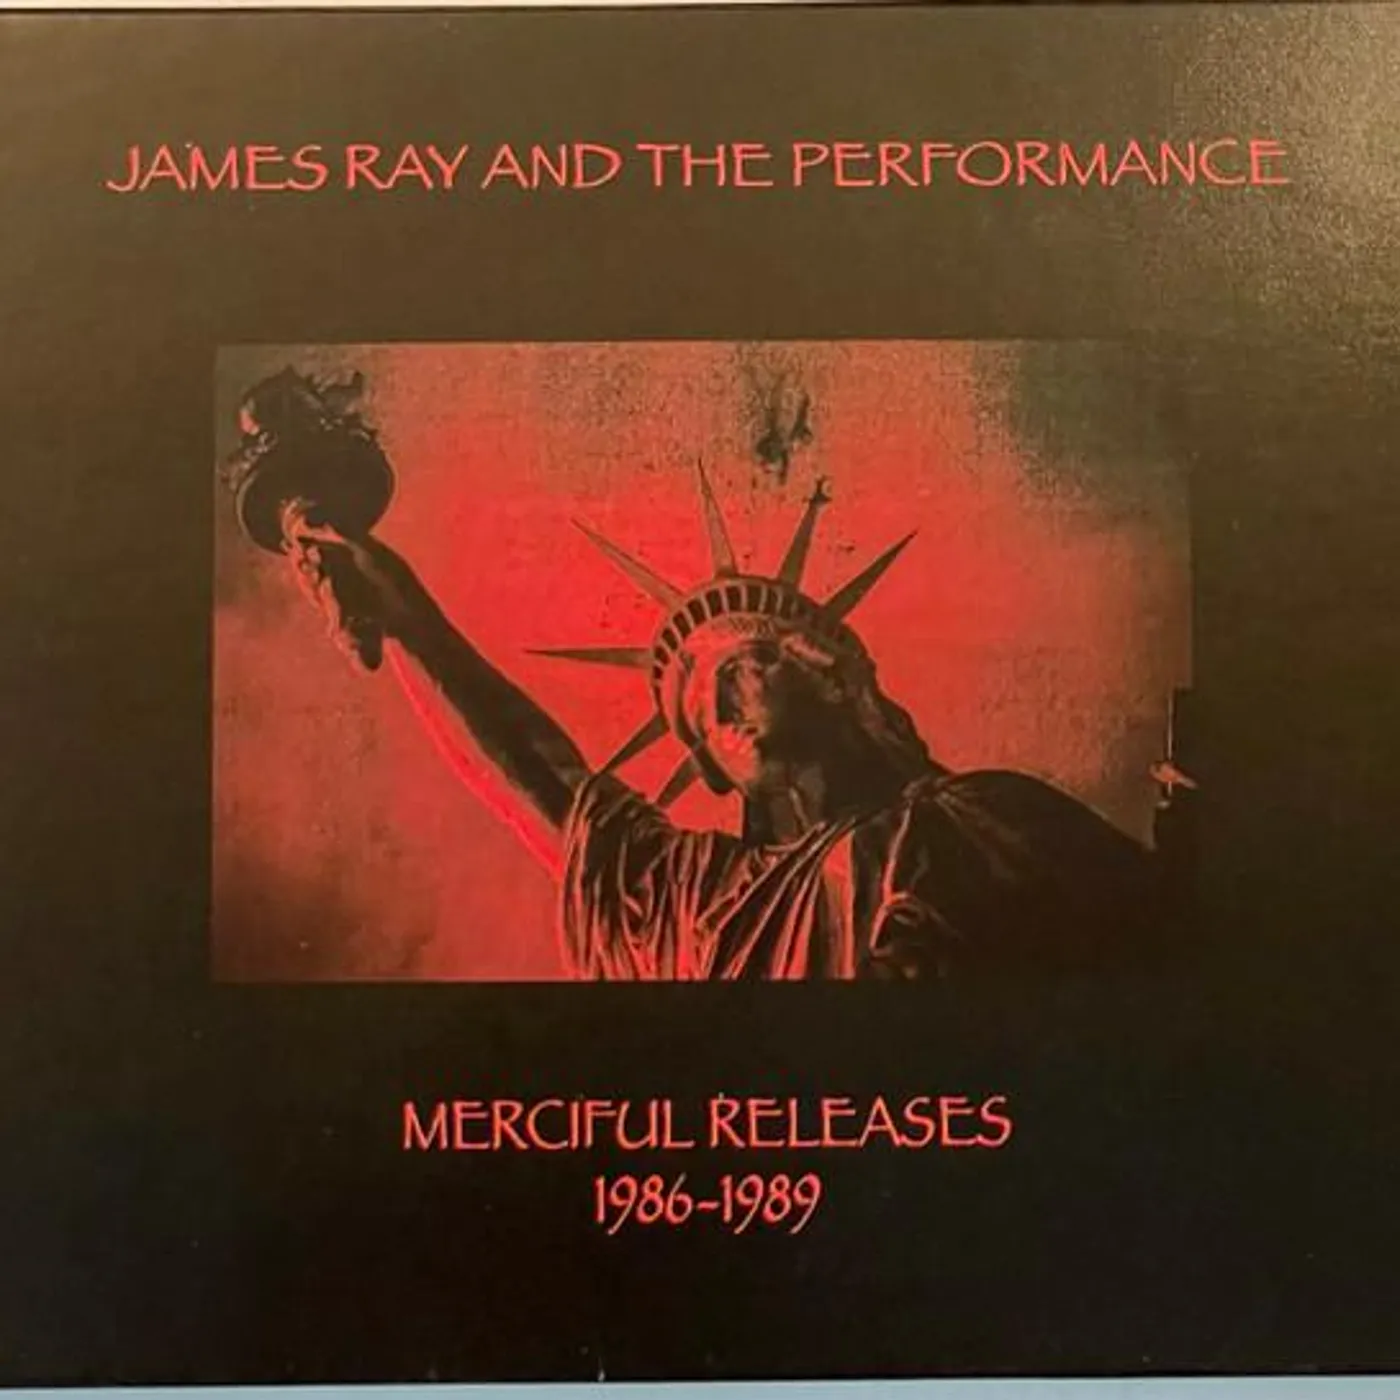 JAMES RAY AND THE PERFORMANCE
MERCIFUL RELEASES
1986-1989